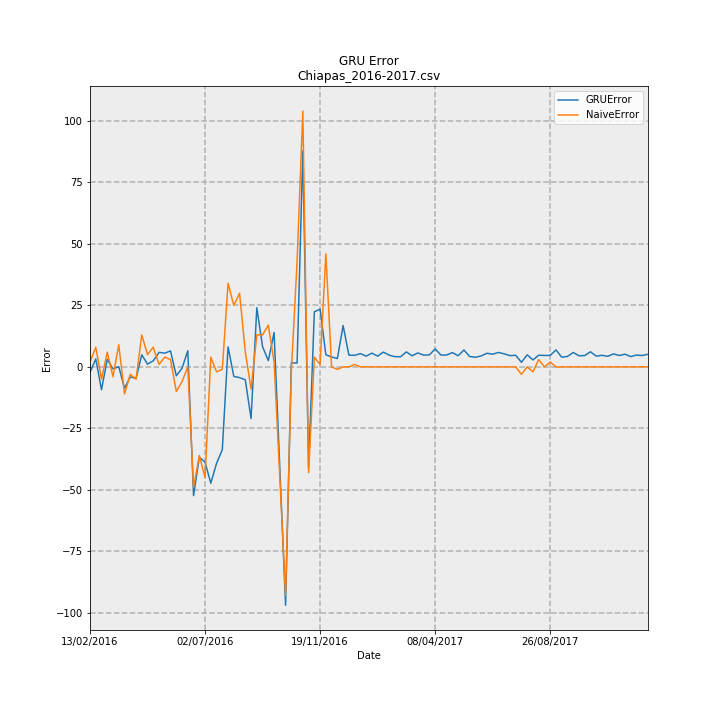 GRU Error
Chiapas_2016-2017.csv
GRUError
NaiveError
100
75
50
25
0
−25
−50
−75
−100
Error
13/02/2016
02/07/2016
19/11/2016
08/04/2017
26/08/2017
Date